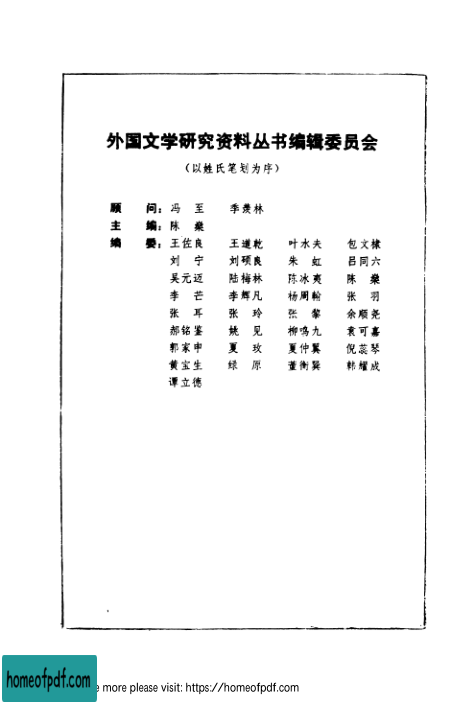 外国文学研究资料丛书编辑委员会
（以姓氏笔划为序）
顾 问：冯 至 季羡林
主 编：陈 燊
编 委：王佐良 王道乾 叶水夫 包文棣
刘 宁 刘硕良 朱 虹 吕同六
吴元迈 陆梅林 陈冰夷 陈 燊
李 芒 李辉凡 杨周翰 张 羽
张 耳 张 玲 张 黎 余顺尧
郝铭鉴 姚 见 柳鸣九 袁可嘉
郭家申 夏 玫 夏仲翼 倪蕊琴
黄宝生 绿 原 董衡巽 韩耀成
谭立德
homeofpdf.com
e more please visit: https://homeofpdf.com